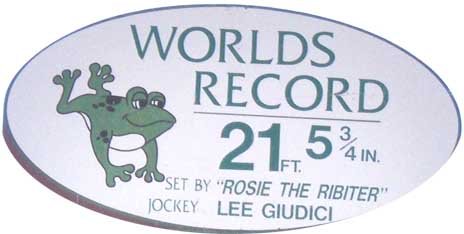 WORLDS
RECORD
21 FT. 5 3/4 IN.
SET BY "ROSIE THE RIBITER"
JOCKEY LEE GIUDICI